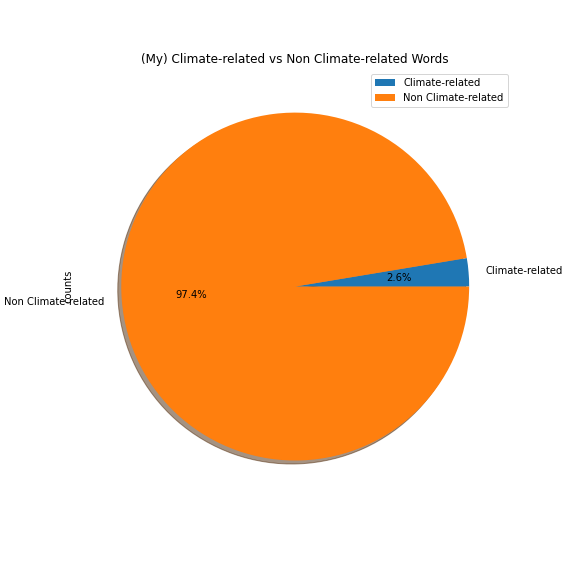 (My) Climate-related vs Non Climate-related Words
Climate-related
Non Climate-related
Climate-related
2.6%
97.4%
counts
Non Climate-related